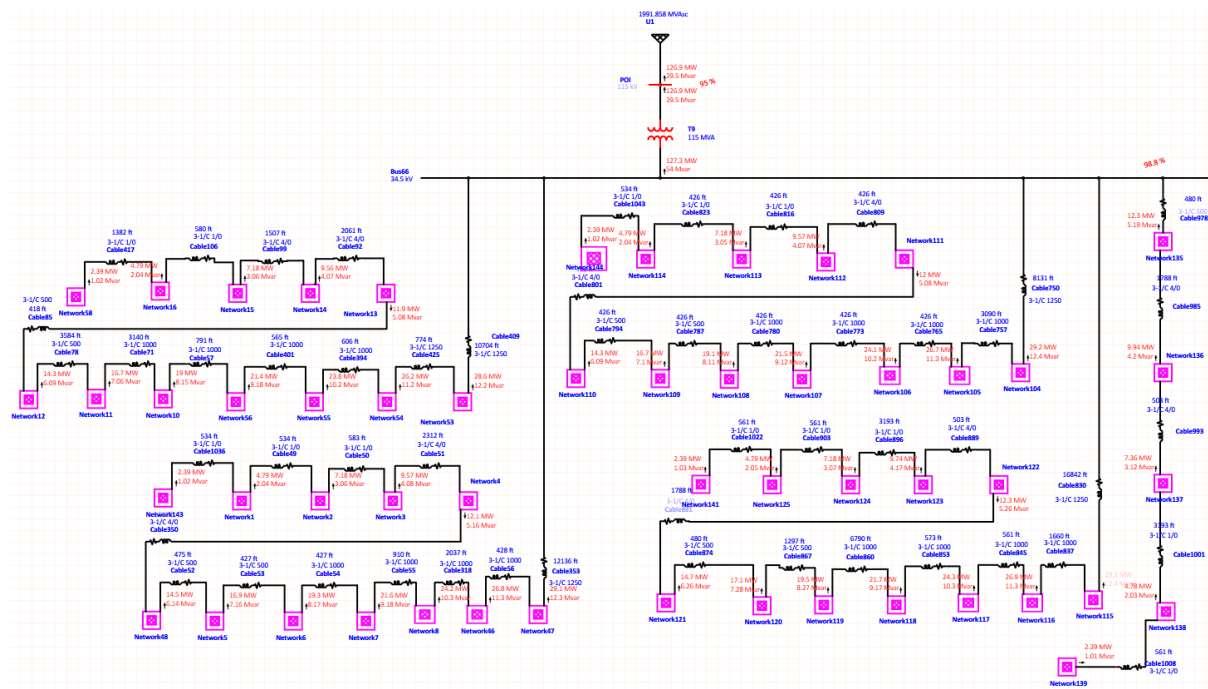 1991.858 MVAsc
U1
126.9 MW
39.5 Mvar
POI
115 kV
95 %
126.9 MW
39.5 Mvar
T9
115 MVA
127.3 MW
54 Mvar
Bus66
34.5 kV
98.8 %
1382 ft
3-1/C 1/0
Cable417
2.39 MW
1.02 Mvar
Network58
580 ft
3-1/C 1/0
Cable106
4.79 MW
2.04 Mvar
Network16
1507 ft
3-1/C 4/0
Cable99
7.18 MW
3.06 Mvar
Network15
2061 ft
3-1/C 4/0
Cable92
9.56 MW
4.07 Mvar
Network14
Network13
11.9 MW
5.08 Mvar
3-1/C 500
418 ft
Cable85
3584 ft
3-1/C 500
Cable78
14.3 MW
6.09 Mvar
Network12
3140 ft
3-1/C 1000
Cable71
16.7 MW
7.06 Mvar
Network11
791 ft
3-1/C 1000
Cable57
19 MW
8.15 Mvar
Network10
565 ft
3-1/C 1000
Cable401
21.4 MW
9.18 Mvar
Network56
606 ft
3-1/C 1000
Cable394
23.8 MW
10.2 Mvar
Network55
774 ft
3-1/C 1250
Cable425
26.2 MW
11.2 Mvar
Network54
28.6 MW
12.2 Mvar
Network53
Cable409
10704 ft
3-1/C 1250
534 ft
3-1/C 1/0
Cable1036
2.39 MW
1.02 Mvar
Network143
534 ft
3-1/C 1/0
Cable49
4.79 MW
2.04 Mvar
Network1
583 ft
3-1/C 1/0
Cable50
7.18 MW
3.06 Mvar
Network2
2312 ft
3-1/C 4/0
Cable51
9.57 MW
4.08 Mvar
Network3
Network4
12.1 MW
5.16 Mvar
3-1/C 4/0
Cable350
475 ft
3-1/C 500
Cable52
14.5 MW
6.14 Mvar
Network48
427 ft
3-1/C 500
Cable53
16.9 MW
7.16 Mvar
Network5
427 ft
3-1/C 1000
Cable54
19.3 MW
8.17 Mvar
Network6
910 ft
3-1/C 1000
Cable55
21.6 MW
9.18 Mvar
Network7
2037 ft
3-1/C 1000
Cable318
24.2 MW
10.3 Mvar
Network8
428 ft
3-1/C 1000
Cable56
26.8 MW
11.3 Mvar
Network46
29.1 MW
12.3 Mvar
Network47
12136 ft
Cable353
3-1/C 1250
534 ft
3-1/C 1/0
Cable1043
2.39 MW
1.02 Mvar
Network144
426 ft
3-1/C 1/0
Cable823
4.79 MW
2.04 Mvar
Network114
426 ft
3-1/C 1/0
Cable816
7.18 MW
3.05 Mvar
Network113
426 ft
3-1/C 4/0
Cable809
9.57 MW
4.07 Mvar
Network112
Network111
12 MW
5.08 Mvar
3-1/C 4/0
Cable801
426 ft
3-1/C 500
Cable794
14.3 MW
6.09 Mvar
Network110
426 ft
3-1/C 500
Cable787
16.7 MW
7.1 Mvar
Network109
426 ft
3-1/C 1000
Cable780
19.1 MW
8.11 Mvar
Network108
426 ft
3-1/C 1000
Cable773
21.5 MW
9.12 Mvar
Network107
426 ft
3-1/C 1000
Cable765
24.1 MW
10.2 Mvar
Network106
3090 ft
3-1/C 1000
Cable757
26.7 MW
11.3 Mvar
Network105
29.2 MW
12.4 Mvar
Network104
8131 ft
Cable750
3-1/C 1250
561 ft
3-1/C 1/0
Cable1022
2.39 MW
1.03 Mvar
Network141
561 ft
3-1/C 1/0
Cable903
4.79 MW
2.05 Mvar
Network125
3193 ft
3-1/C 1/0
Cable896
7.18 MW
3.07 Mvar
Network124
503 ft
3-1/C 4/0
Cable889
9.74 MW
4.17 Mvar
Network123
Network122
12.3 MW
5.26 Mvar
1788 ft
3-1/C 4/0
Cable881
480 ft
3-1/C 500
Cable874
14.7 MW
6.26 Mvar
Network121
1297 ft
3-1/C 500
Cable867
17.1 MW
7.28 Mvar
Network120
6790 ft
3-1/C 1000
Cable860
19.5 MW
8.27 Mvar
Network119
573 ft
3-1/C 1000
Cable853
21.7 MW
9.17 Mvar
Network118
561 ft
3-1/C 1000
Cable845
24.3 MW
10.3 Mvar
Network117
1660 ft
3-1/C 1000
Cable837
26.9 MW
11.3 Mvar
Network116
Network115
16842 ft
Cable830
3-1/C 1250
480 ft
3-1/C 500
Cable978
12.3 MW
5.19 Mvar
Network135
1788 ft
3-1/C 4/0
Cable985
9.94 MW
4.2 Mvar
Network136
503 ft
3-1/C 4/0
Cable993
7.36 MW
3.12 Mvar
Network137
3193 ft
3-1/C 1/0
Cable1001
4.78 MW
2.03 Mvar
Network138
2.39 MW
1.01 Mvar
Network139
561 ft
Cable1008
3-1/C 1/0